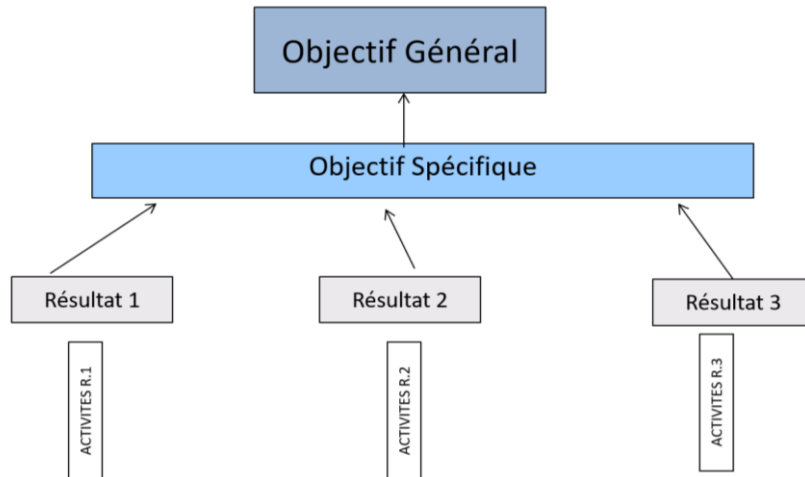 Objectif Général
Objectif Spécifique
Résultat 1
Résultat 2
Résultat 3
ACTIVITES R.1
ACTIVITES R.2
ACTIVITES R.3